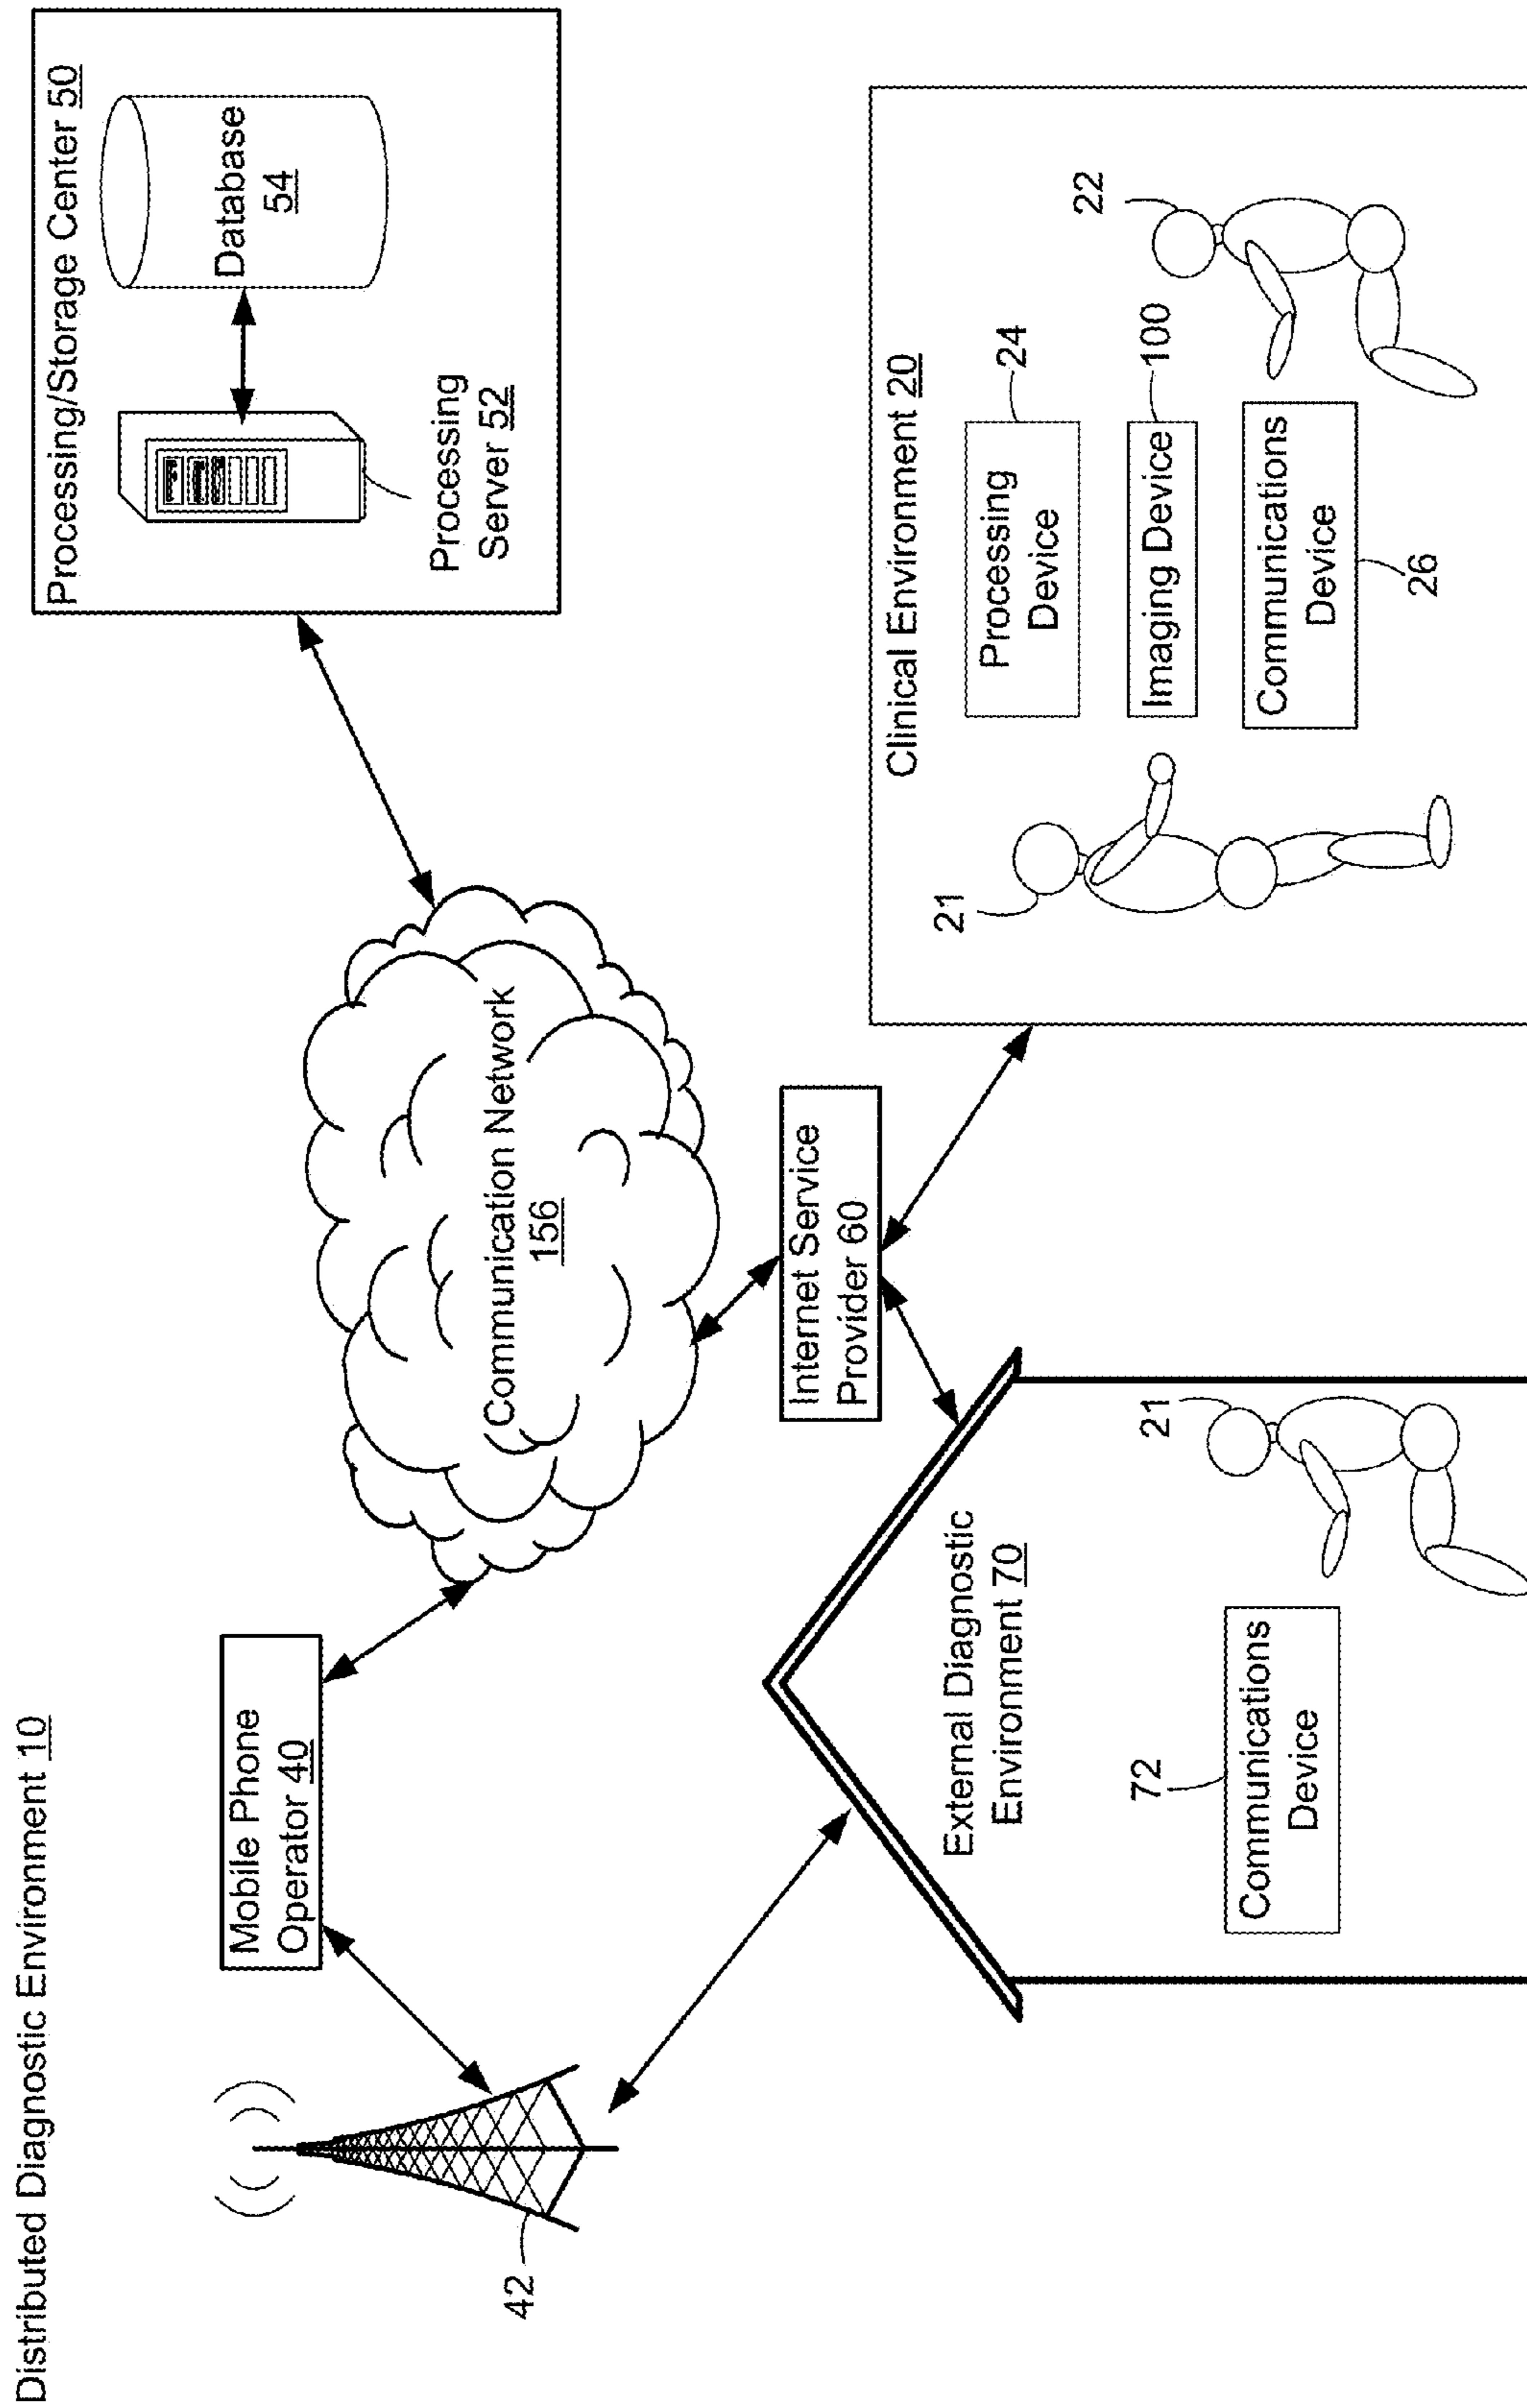 Distributed Diagnostic Environment 10
Mobile Phone
Operator 40
42
Communication Network
156
Processing/Storage Center 50
Database
54
Processing
Server 52
Internet Service
Provider 60
External Diagnostic
Environment 70
72
Communications
Device
21
Clinical Environment 20
21
Processing
Device
24
Imaging Device
100
Communications
Device
26
22